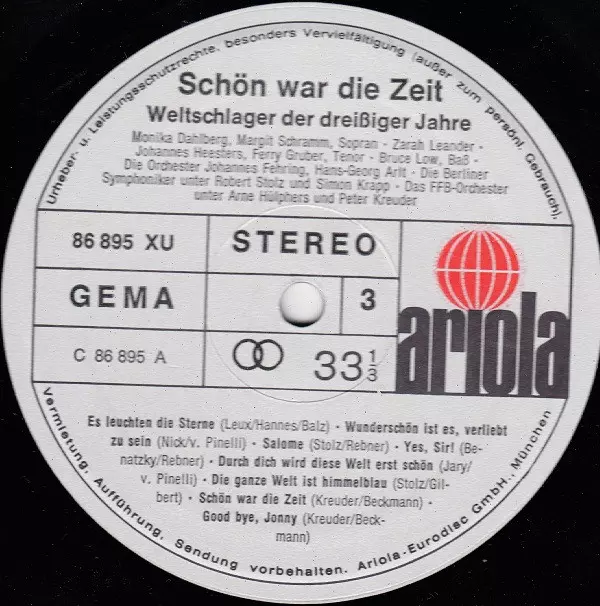 Urheber- u. Leistungsschutzrechte, besonders Vervielfältigung (außer zum persönl. Gebrauch),
Schön war die Zeit
Weltschlager der dreißiger Jahre
Monika Dahlberg, Margit Schramm, Sopran - Zarah Leander -
Johannes Heesters, Ferry Gruber, Tenor - Bruce Low, Baß -
Die Orchester Johannes Fehring, Hans-Georg Arlt - Die Berliner
Symphoniker unter Robert Stolz und Simon Krapp - Das FFB-Orchester
unter Arne Hülphers und Peter Kreuder
86 895 XU
STEREO
GEMA
3
C 86 895 A
33 1/3
ariola
Es leuchten die Sterne (Leux/Hannes/Balz) - Wunderschön ist es, verliebt
zu sein (Nick/v. Pinelli) - Salome (Stolz/Rebner) - Yes, Sir! (Be-
natzky/Rebner) - Durch dich wird diese Welt erst schön (Jary/
v. Pinelli) - Die ganze Welt ist himmelblau (Stolz/Gil-
bert) - Schön war die Zeit (Kreuder/Beckmann) -
Good bye, Jonny (Kreuder/Beck-
mann)
Vermietung, Aufführung, Sendung vorbehalten. Ariola-Eurodisc GmbH., München